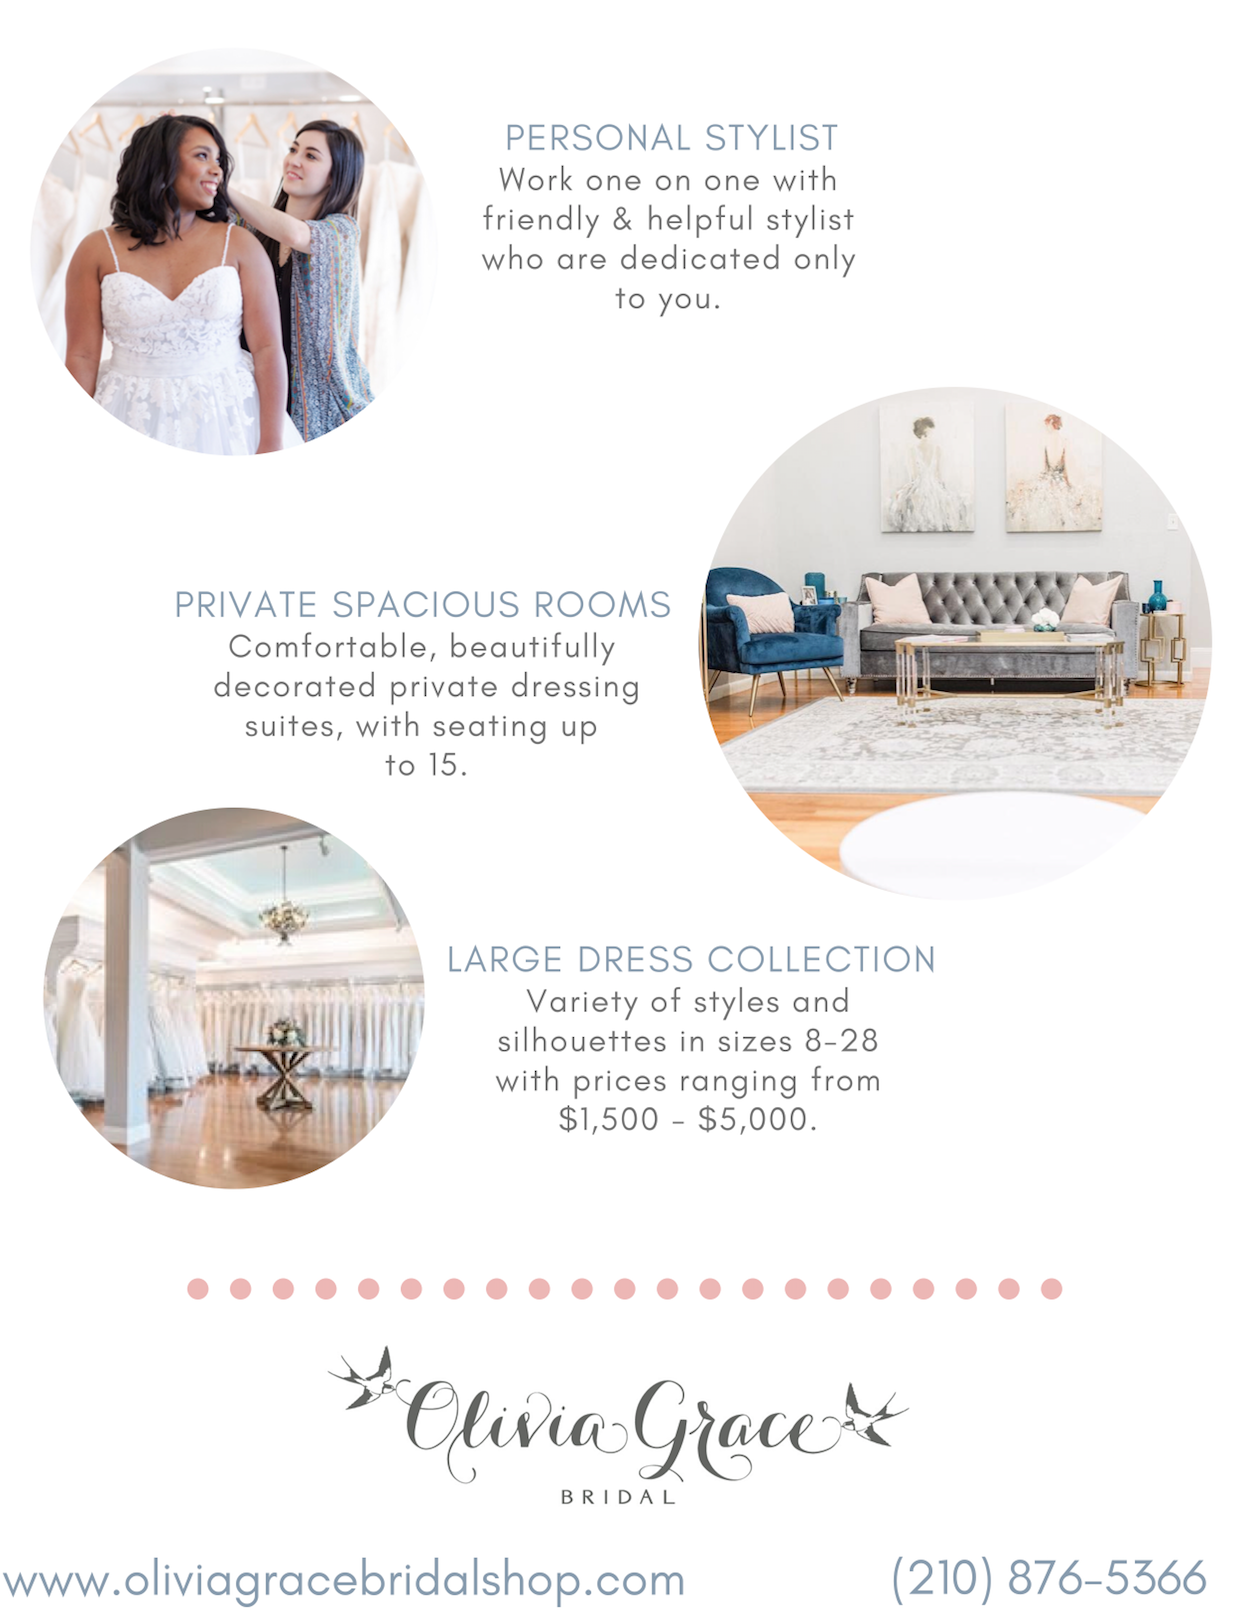 PERSONAL STYLIST
Work one on one with
friendly & helpful stylist
who are dedicated only
to you.
PRIVATE SPACIOUS ROOMS
Comfortable, beautifully
decorated private dressing
suites, with seating up
to 15.
LARGE DRESS COLLECTION
Variety of styles and
silhouettes in sizes 8-28
with prices ranging from
$1,500 - $5,000.
Olivia Grace
BRIDAL
www.oliviagracebridalshop.com
(210) 876-5366